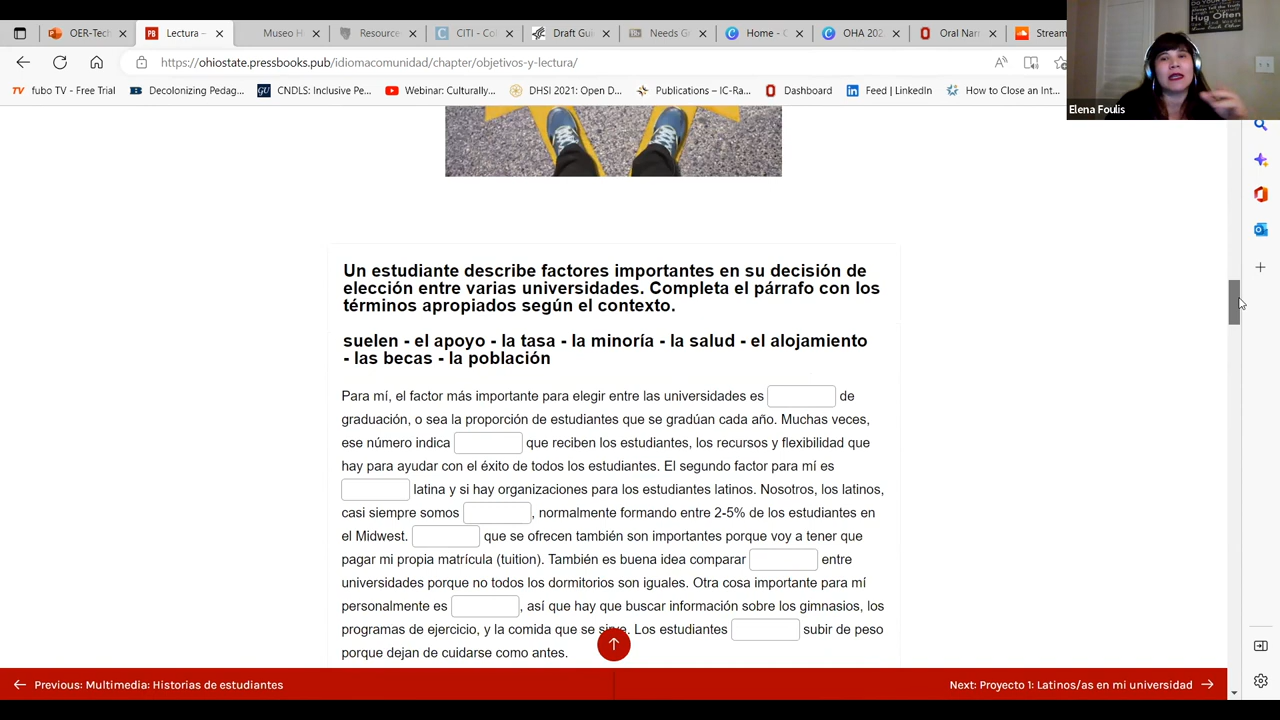 OER-Tech
Lectura –
Museo H
Resource
CITI - Co
Draft Gu
Needs G
Home - C
OHA 202
Oral Nar
Stream
Hug Often
https://ohiostate.pressbooks.pub/idiomacomunidad/chapter/objetivos-y-lectura/
fubo TV - Free Trial
Decolonizing Pedag...
CNDLS: Inclusive Pe...
Webinar: Culturally...
DHSI 2021: Open D...
Publications – IC-Ra...
Dashboard
Feed | LinkedIn
How to Close an Int...
Elena Foulis
Un estudiante describe factores importantes en su decisión de
elección entre varias universidades. Completa el párrafo con los
términos apropiados según el contexto.
suelen - el apoyo - la tasa - la minoría - la salud - el alojamiento
- las becas - la población
Para mí, el factor más importante para elegir entre las universidades es de
graduación, o sea la proporción de estudiantes que se gradúan cada año. Muchas veces,
ese número indica que reciben los estudiantes, los recursos y flexibilidad que
hay para ayudar con el éxito de todos los estudiantes. El segundo factor para mí es
latina y si hay organizaciones para los estudiantes latinos. Nosotros, los latinos,
casi siempre somos , normalmente formando entre 2-5% de los estudiantes en
el Midwest. que se ofrecen también son importantes porque voy a tener que
pagar mi propia matrícula (tuition). También es buena idea comparar entre
universidades porque no todos los dormitorios son iguales. Otra cosa importante para mí
personalmente es , así que hay que buscar información sobre los gimnasios, los
programas de ejercicio, y la comida que se sirve. Los estudiantes subir de peso
porque dejan de cuidarse como antes.
← Previous: Multimedia: Historias de estudiantes
Next: Proyecto 1: Latinos/as en mi universidad →